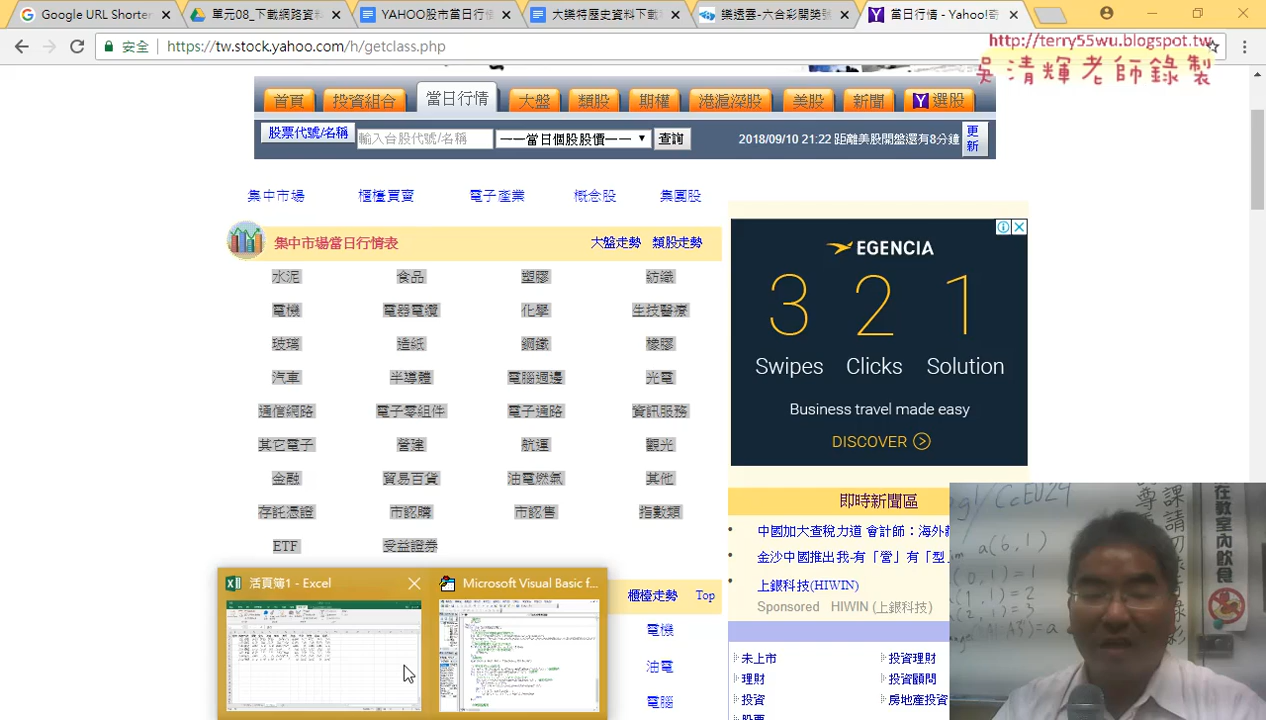 Google URL Shorter
單元08_下載網路資料
YAHOO股市當日行情
大樂特歷史資料下載
樂透雲-六合彩開獎號
當日行情 - Yahoo!奇
安全 https://tw.stock.yahoo.com/h/getclass.php
http://terry55wu.blogspot.tw
吳清輝老師錄製
首頁 投資組合 當日行情 大盤 類股 期權 港滬深股 美股 新聞 選股
股票代號/名稱 輸入台股代號/名稱 ——當日個股股價—— 查詢 2018/09/10 21:22 距離美股開盤還有8分鐘 更新
集中市場 櫃檯買賣 電子產業 概念股 集團股
集中市場當日行情表 大盤走勢 類股走勢
水泥 食品 塑膠 紡織
電機 電器電纜 化學 生技醫療
玻璃 造紙 鋼鐵 橡膠
汽車 半導體 電腦週邊 光電
通信網路 電子零組件 電子通路 資訊服務
其它電子 營建 航運 觀光
金融 貿易百貨 油電燃氣 其他
存託憑證 市認購 市認售 指數類
ETF 受益證券
EGENCIA
3 2 1
Swipes Clicks Solution
Business travel made easy
DISCOVER
即時新聞區
中國加大查稅力道 會計師：海外
金沙中國推出我-有「營」有「型
上銀科技(HIWIN)
Sponsored HIWIN (上銀科技)
活頁簿1 - Excel
Microsoft Visual Basic f...
櫃檯走勢 Top
電機
油電
電腦
未上市 投資理財
理財 投資顧問
投資 房地產投資
股票
在教室內飲食